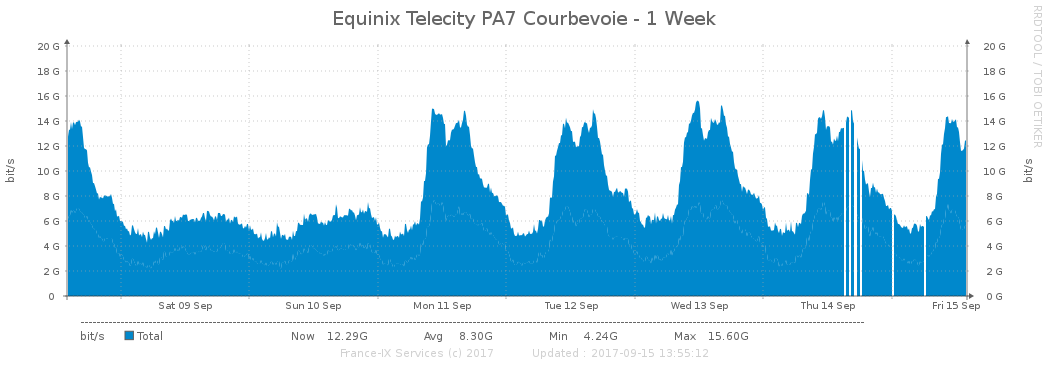 Equinix Telecity PA7 Courbevoie - 1 Week
RRDTOOL / TOBI OETIKER
bit/s
20 G
18 G
16 G
14 G
12 G
10 G
8 G
6 G
4 G
2 G
0
20 G
18 G
16 G
14 G
12 G
10 G
8 G
6 G
4 G
2 G
0 G
bit/s
Sat 09 Sep Sun 10 Sep Mon 11 Sep Tue 12 Sep Wed 13 Sep Thu 14 Sep Fri 15 Sep
bit/s Total Now 12.29G Avg 8.30G Min 4.24G Max 15.60G
France-IX Services (c) 2017 Updated : 2017-09-15 13:55:12